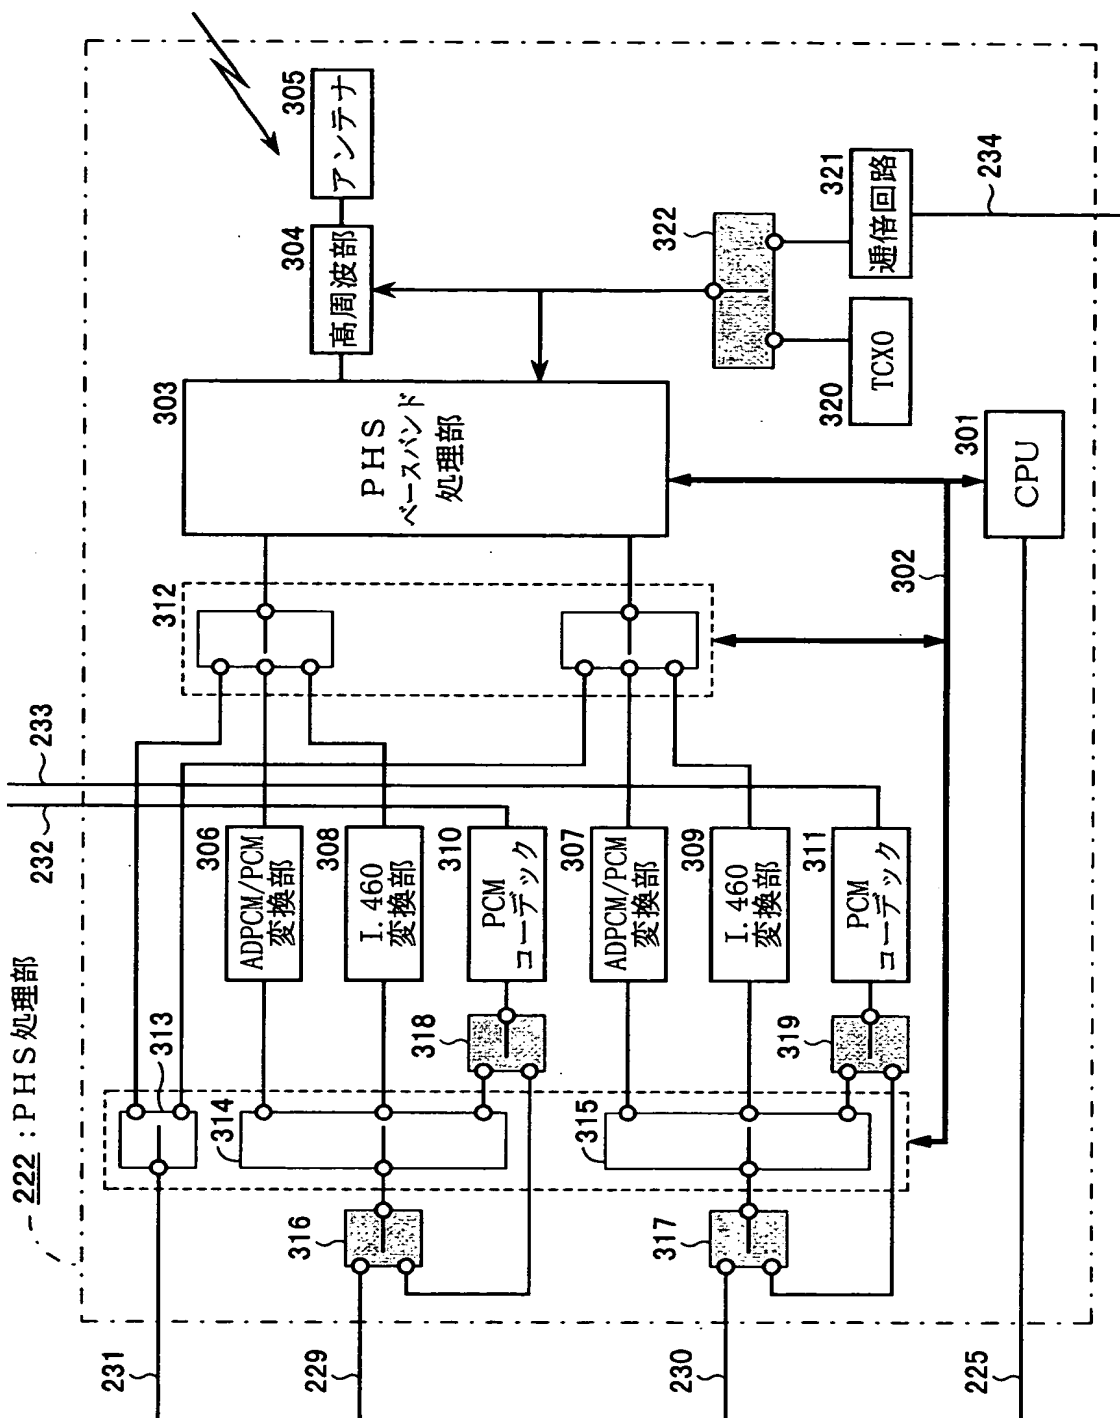 222:PHS処理部
231
229
230
225
232
233
234
313
314
315
316
317
318
319
306
ADPCM/PCM
変換部
308
I.460
変換部
310
PCM
コーデック
307
ADPCM/PCM
変換部
309
I.460
変換部
311
PCM
コーデック
312
302
303
PHS
ベースバンド
処理部
304
高周波部
305
アンテナ
322
320
TCXO
321
逓倍回路
301
CPU